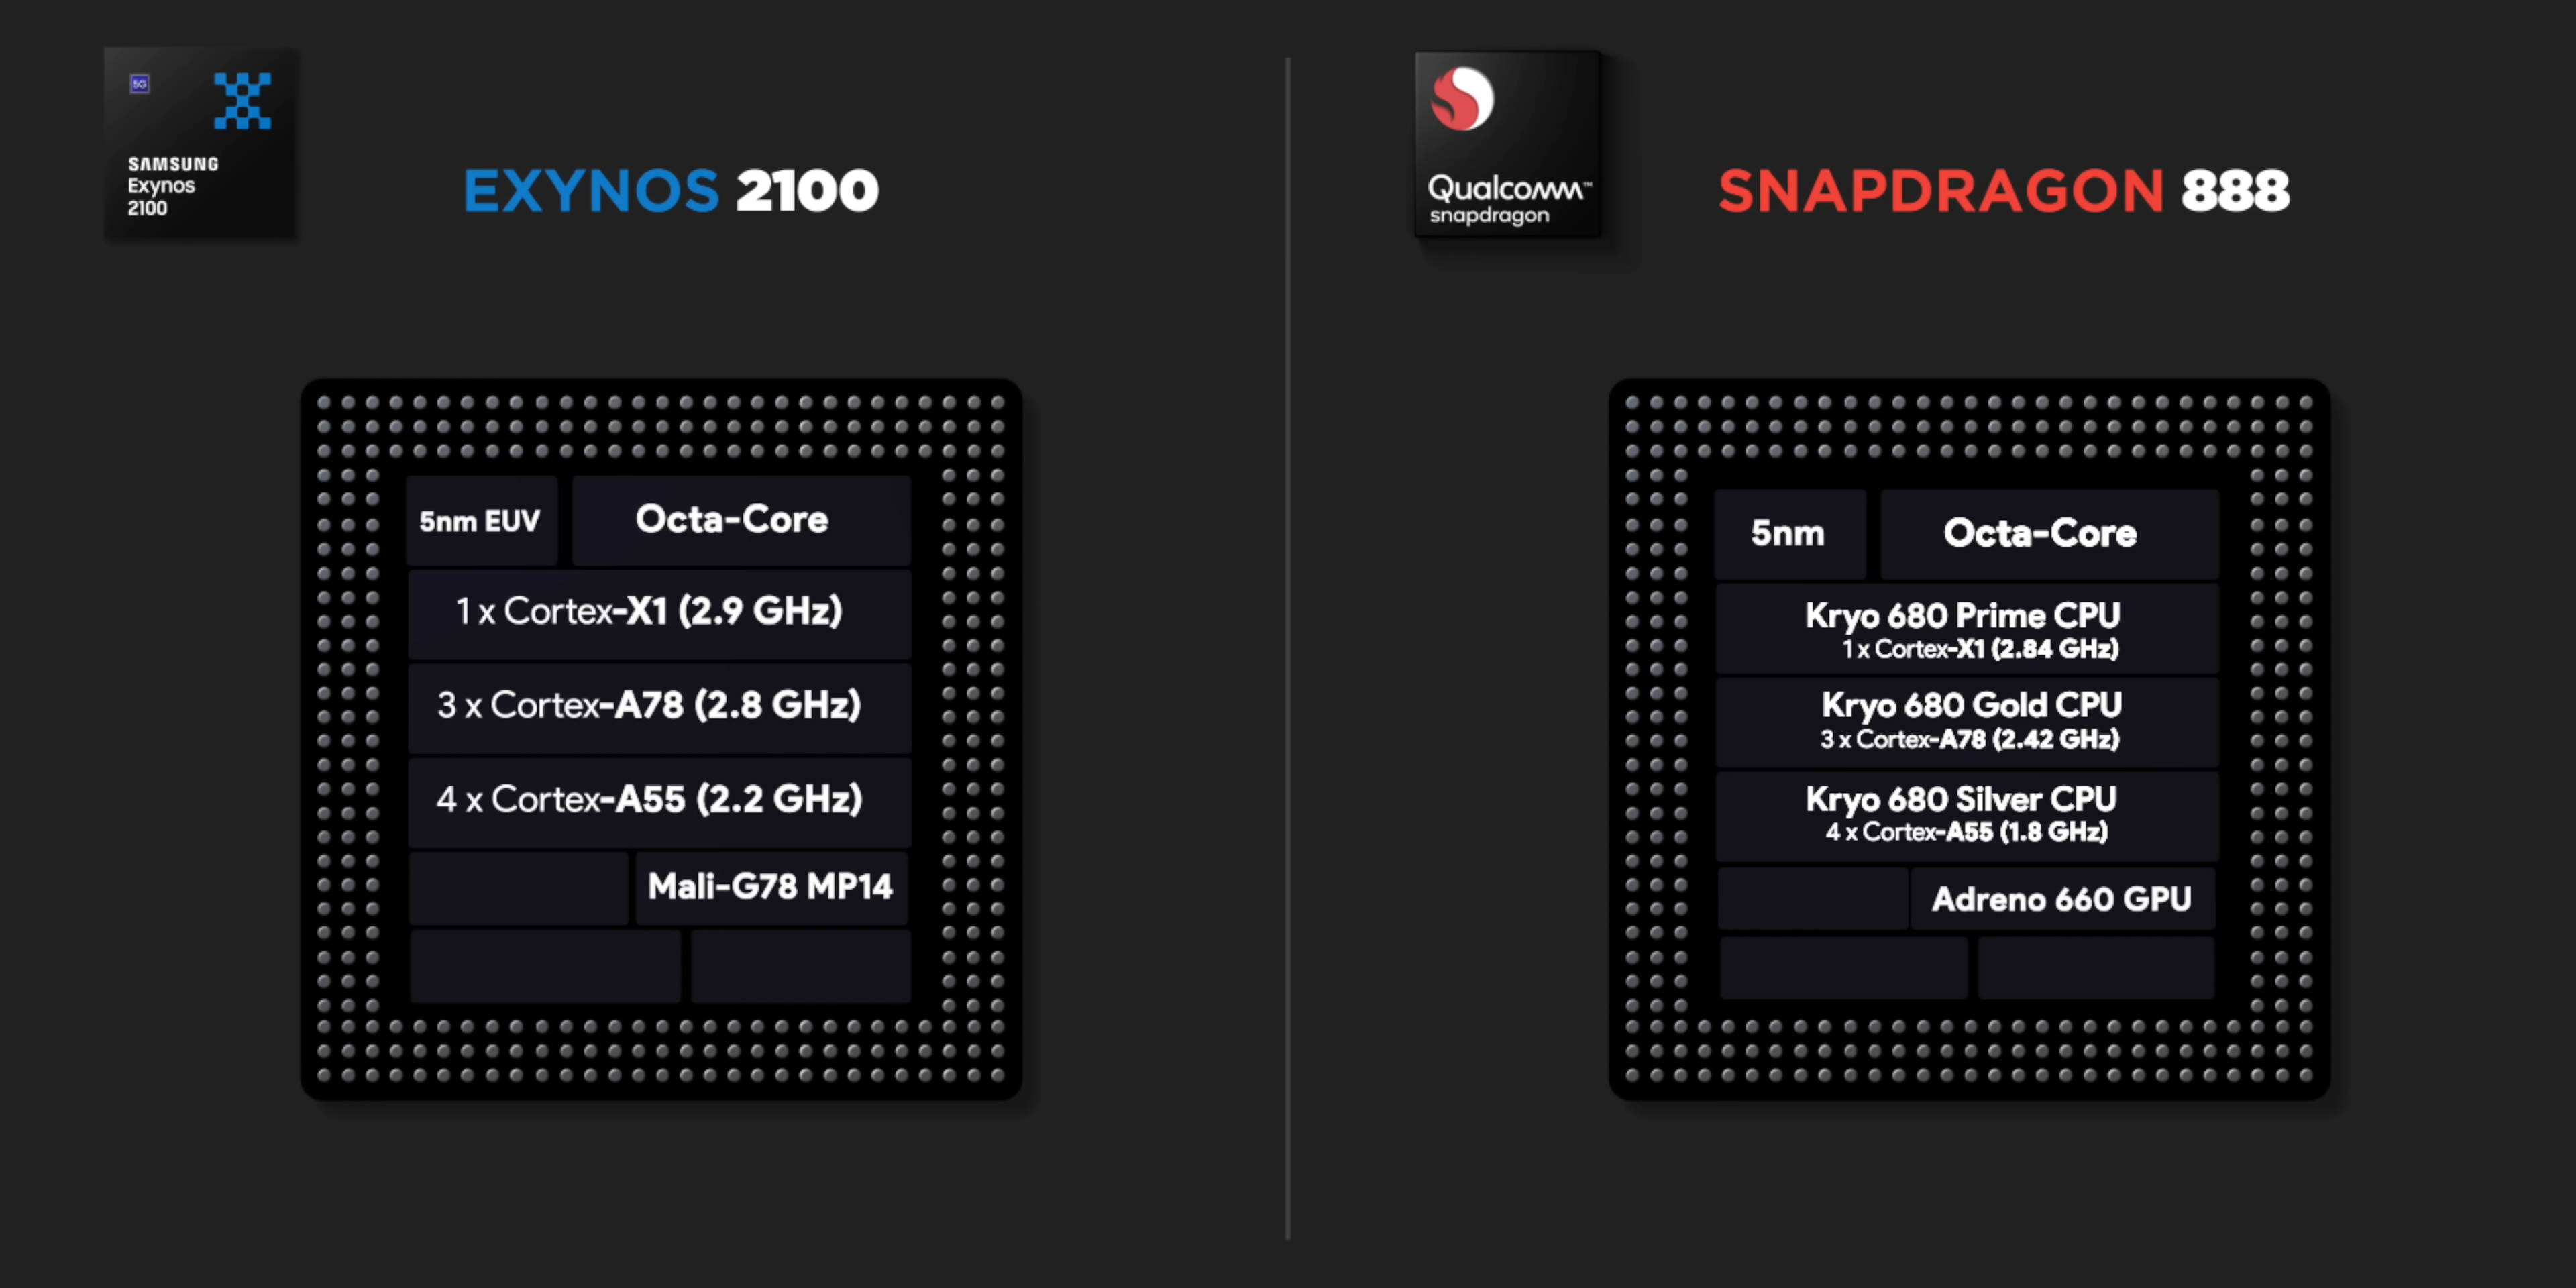 5G
SAMSUNG
Exynos
2100
EXYNOS 2100
5nm EUV
Octa-Core
1 x Cortex-X1 (2.9 GHz)
3 x Cortex-A78 (2.8 GHz)
4 x Cortex-A55 (2.2 GHz)
Mali-G78 MP14
Qualcomm™
snapdragon
SNAPDRAGON 888
5nm
Octa-Core
Kryo 680 Prime CPU
1 x Cortex-X1 (2.84 GHz)
Kryo 680 Gold CPU
3 x Cortex-A78 (2.42 GHz)
Kryo 680 Silver CPU
4 x Cortex-A55 (1.8 GHz)
Adreno 660 GPU